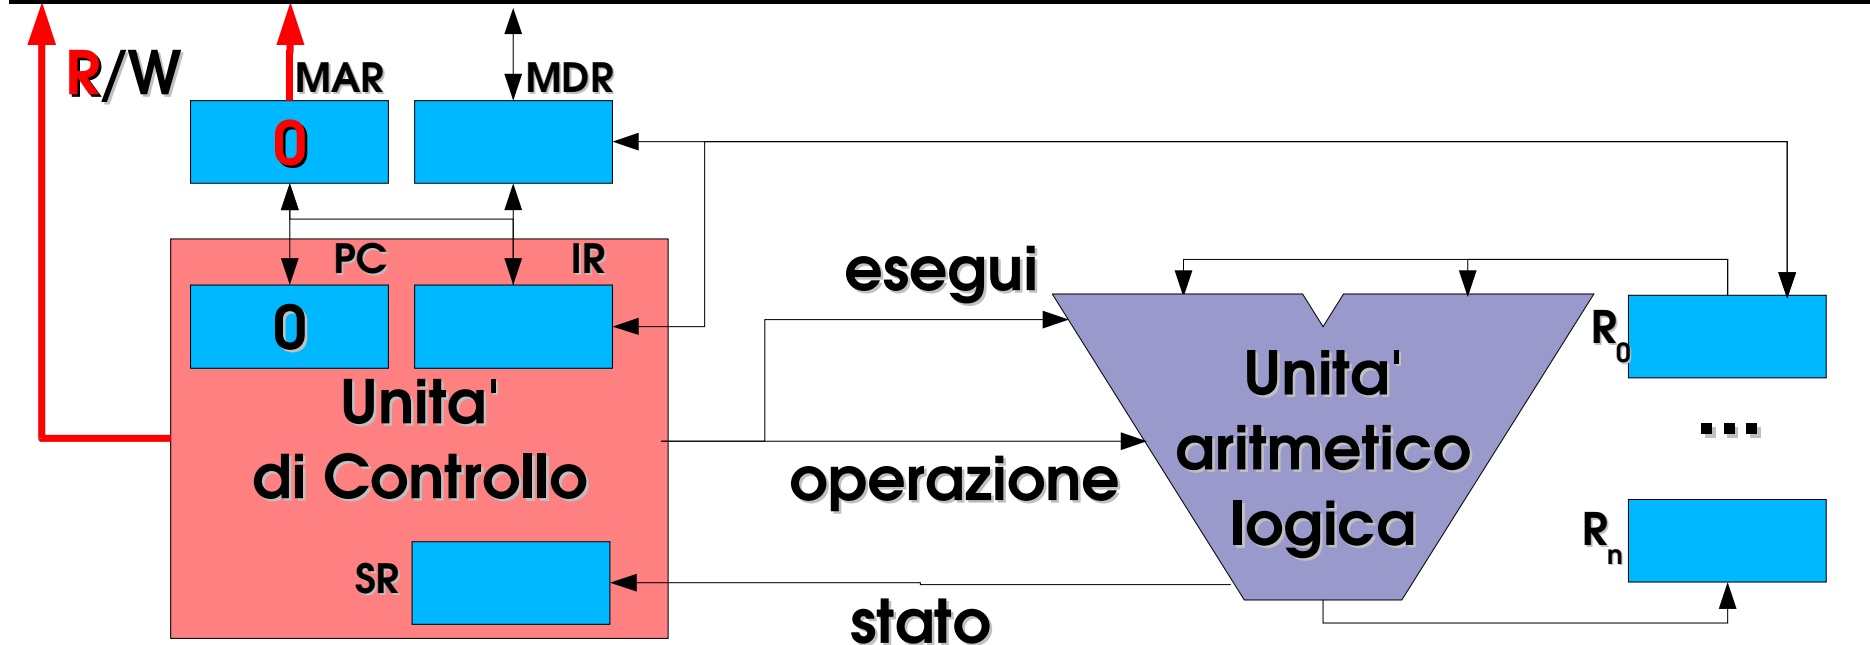 R/W
MAR
MDR
0
PC
IR
0
Unita'
di Controllo
SR
esegui
operazione
stato
Unita'
aritmetico
logica
R0
...
Rn